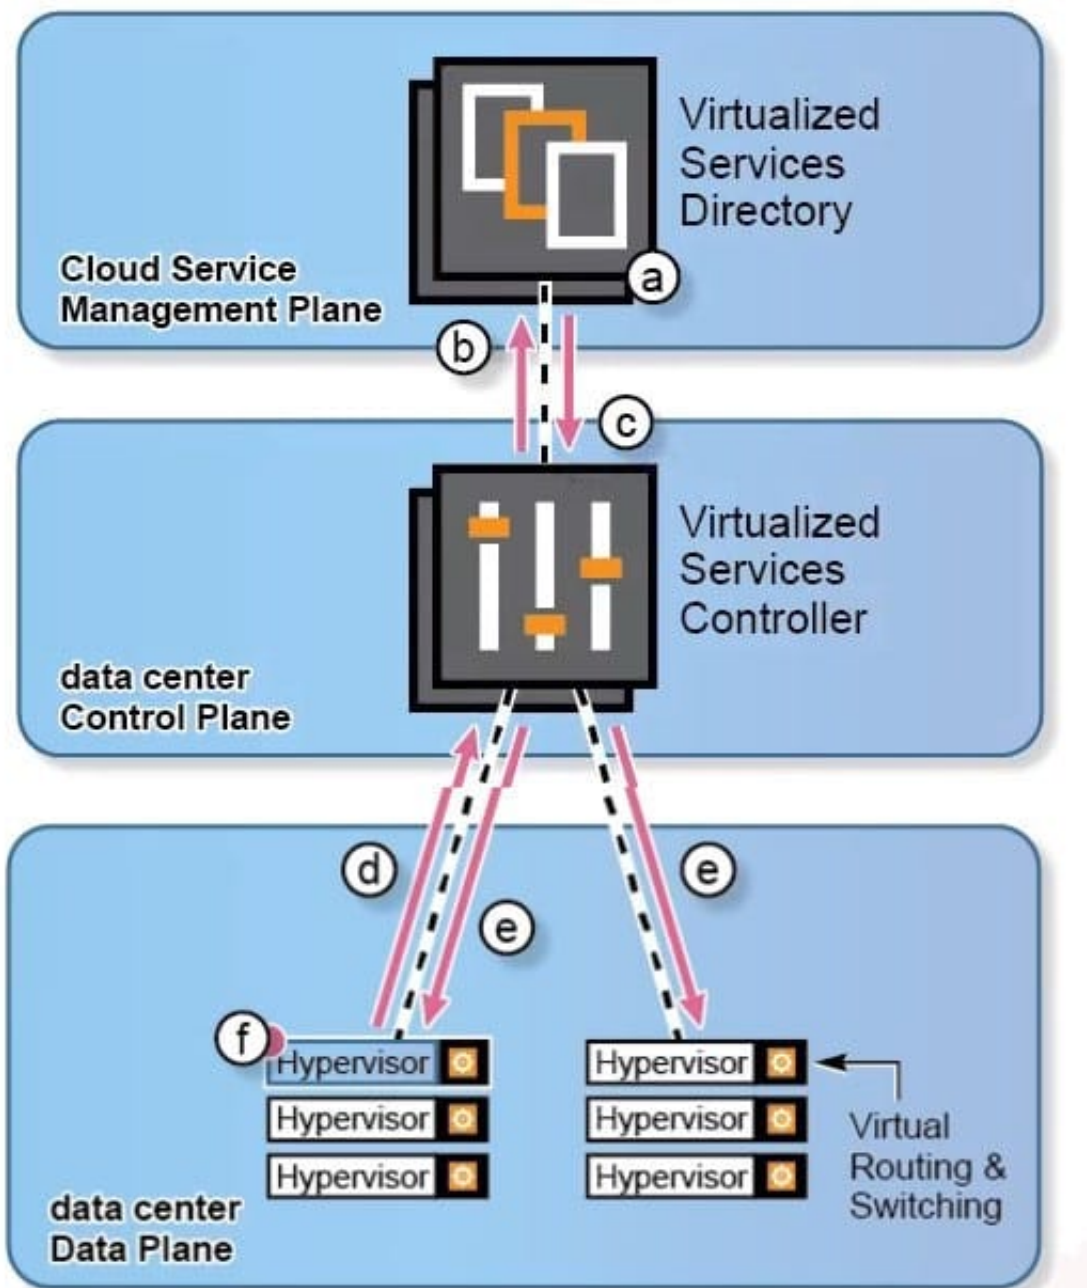 Virtualized
Services
Directory
Cloud Service
Management Plane
a
b
c
Virtualized
Services
Controller
data center
Control Plane
d
e
e
f
Hypervisor
Hypervisor
Hypervisor
Hypervisor
Hypervisor
Hypervisor
Virtual
Routing &
Switching
data center
Data Plane